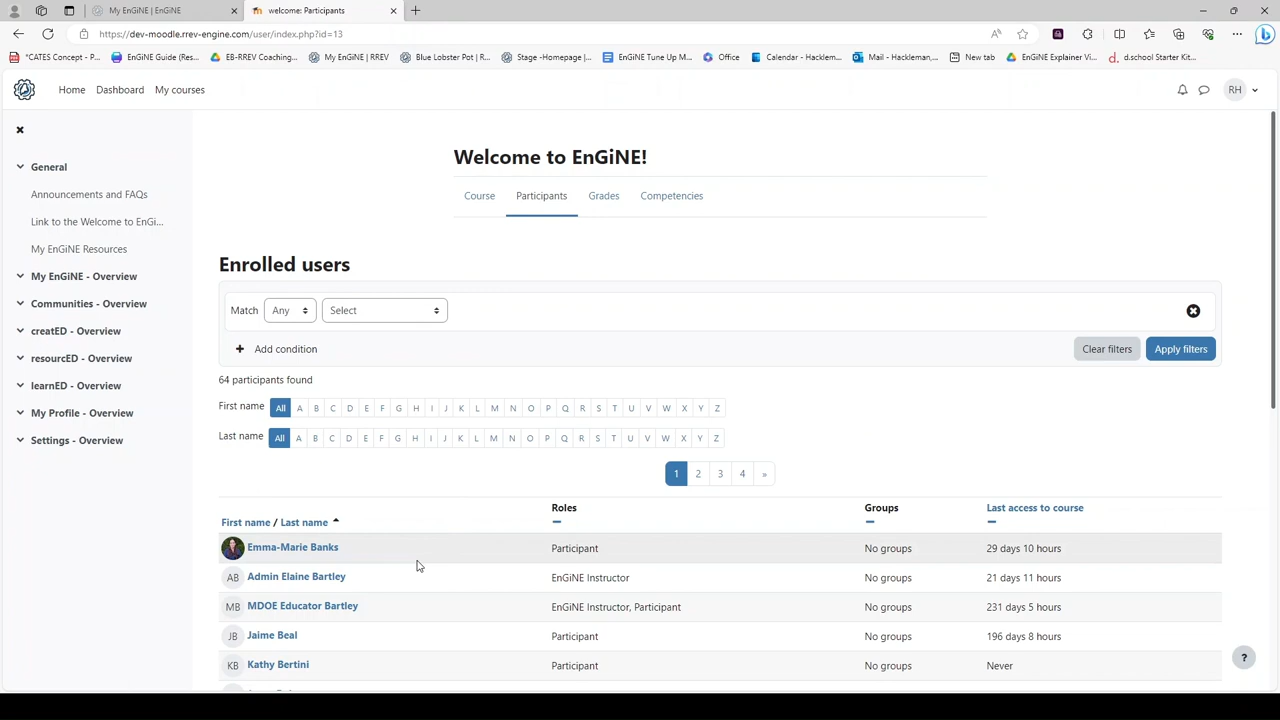 My EnGiNE | EnGiNE
welcome: Participants
https://dev-moodle.rrev-engine.com/user/index.php?id=13
*CATES Concept - P...
EnGiNE Guide (Res...
EB-RREV Coaching...
My EnGiNE | RREV
Blue Lobster Pot | R...
Stage -Homepage |...
EnGiNE Tune Up M...
Office
Calendar - Hacklem...
Mail - Hackleman,...
New tab
EnGiNE Explainer Vi...
d.school Starter Kit...
Home
Dashboard
My courses
RH
General
Announcements and FAQs
Link to the Welcome to EnGi...
My EnGiNE Resources
My EnGiNE - Overview
Communities - Overview
creatED - Overview
resourcED - Overview
learnED - Overview
My Profile - Overview
Settings - Overview
Welcome to EnGiNE!
Course Participants Grades Competencies
Enrolled users
Match Any Select
Add condition
Clear filters Apply filters
64 participants found
First name All A B C D E F G H I J K L M N O P Q R S T U V W X Y Z
Last name All A B C D E F G H I J K L M N O P Q R S T U V W X Y Z
1 2 3 4 »
First name / Last name Roles Groups Last access to course
Emma-Marie Banks Participant No groups 29 days 10 hours
AB Admin Elaine Bartley EnGiNE Instructor No groups 21 days 11 hours
MB MDOE Educator Bartley EnGiNE Instructor, Participant No groups 231 days 5 hours
JB Jaime Beal Participant No groups 196 days 8 hours
KB Kathy Bertini Participant No groups Never
?